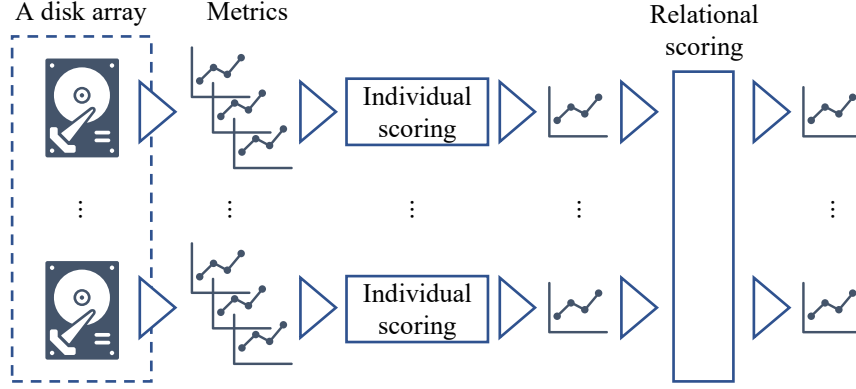 A disk array
Metrics
Relational
scoring
Individual
scoring
Individual
scoring